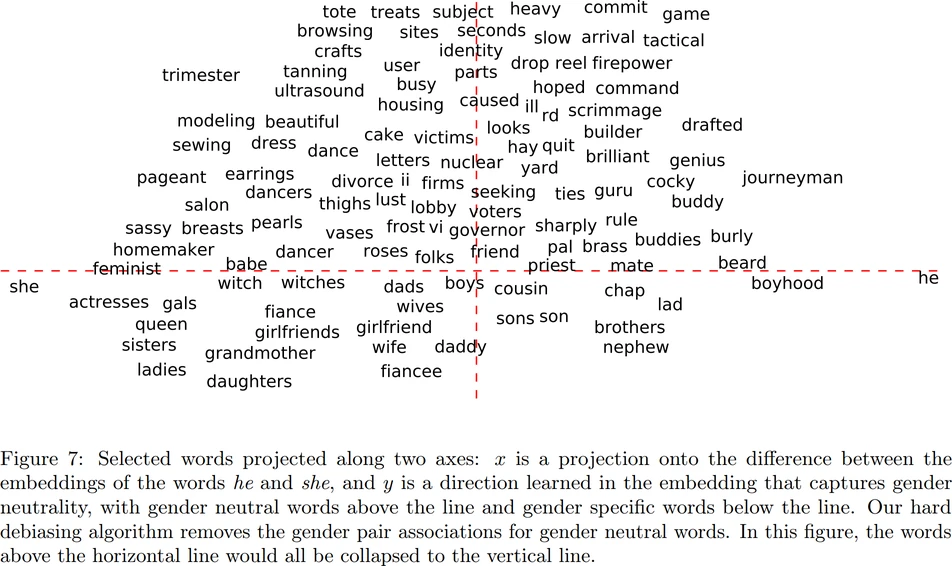 tote treats subject heavy commit game
browsing sites seconds slow arrival tactical
crafts identity
trimester tanning user parts drop reel firepower
ultrasound busy hoped command
housing caused ill rd scrimmage
modeling beautiful looks builder drafted
sewing dress dance cake victims hay quit
letters nuclear yard brilliant genius
pageant earrings divorce ii firms seeking ties guru cocky journeyman
dancers thighs lust lobby voters buddy
salon
sassy breasts pearls vases frost vi governor sharply rule
homemaker dancer roses folks friend pal brass buddies burly
feminist babe priest mate beard
she witch witches dads boys cousin chap boyhood he
actresses gals fiance wives lad
queen girlfriends girlfriend sons son brothers
sisters grandmother wife daddy nephew
ladies daughters fiancee
Figure 7: Selected words projected along two axes: x is a projection onto the difference between the
embeddings of the words he and she, and y is a direction learned in the embedding that captures gender
neutrality, with gender neutral words above the line and gender specific words below the line. Our hard
debiasing algorithm removes the gender pair associations for gender neutral words. In this figure, the words
above the horizontal line would all be collapsed to the vertical line.